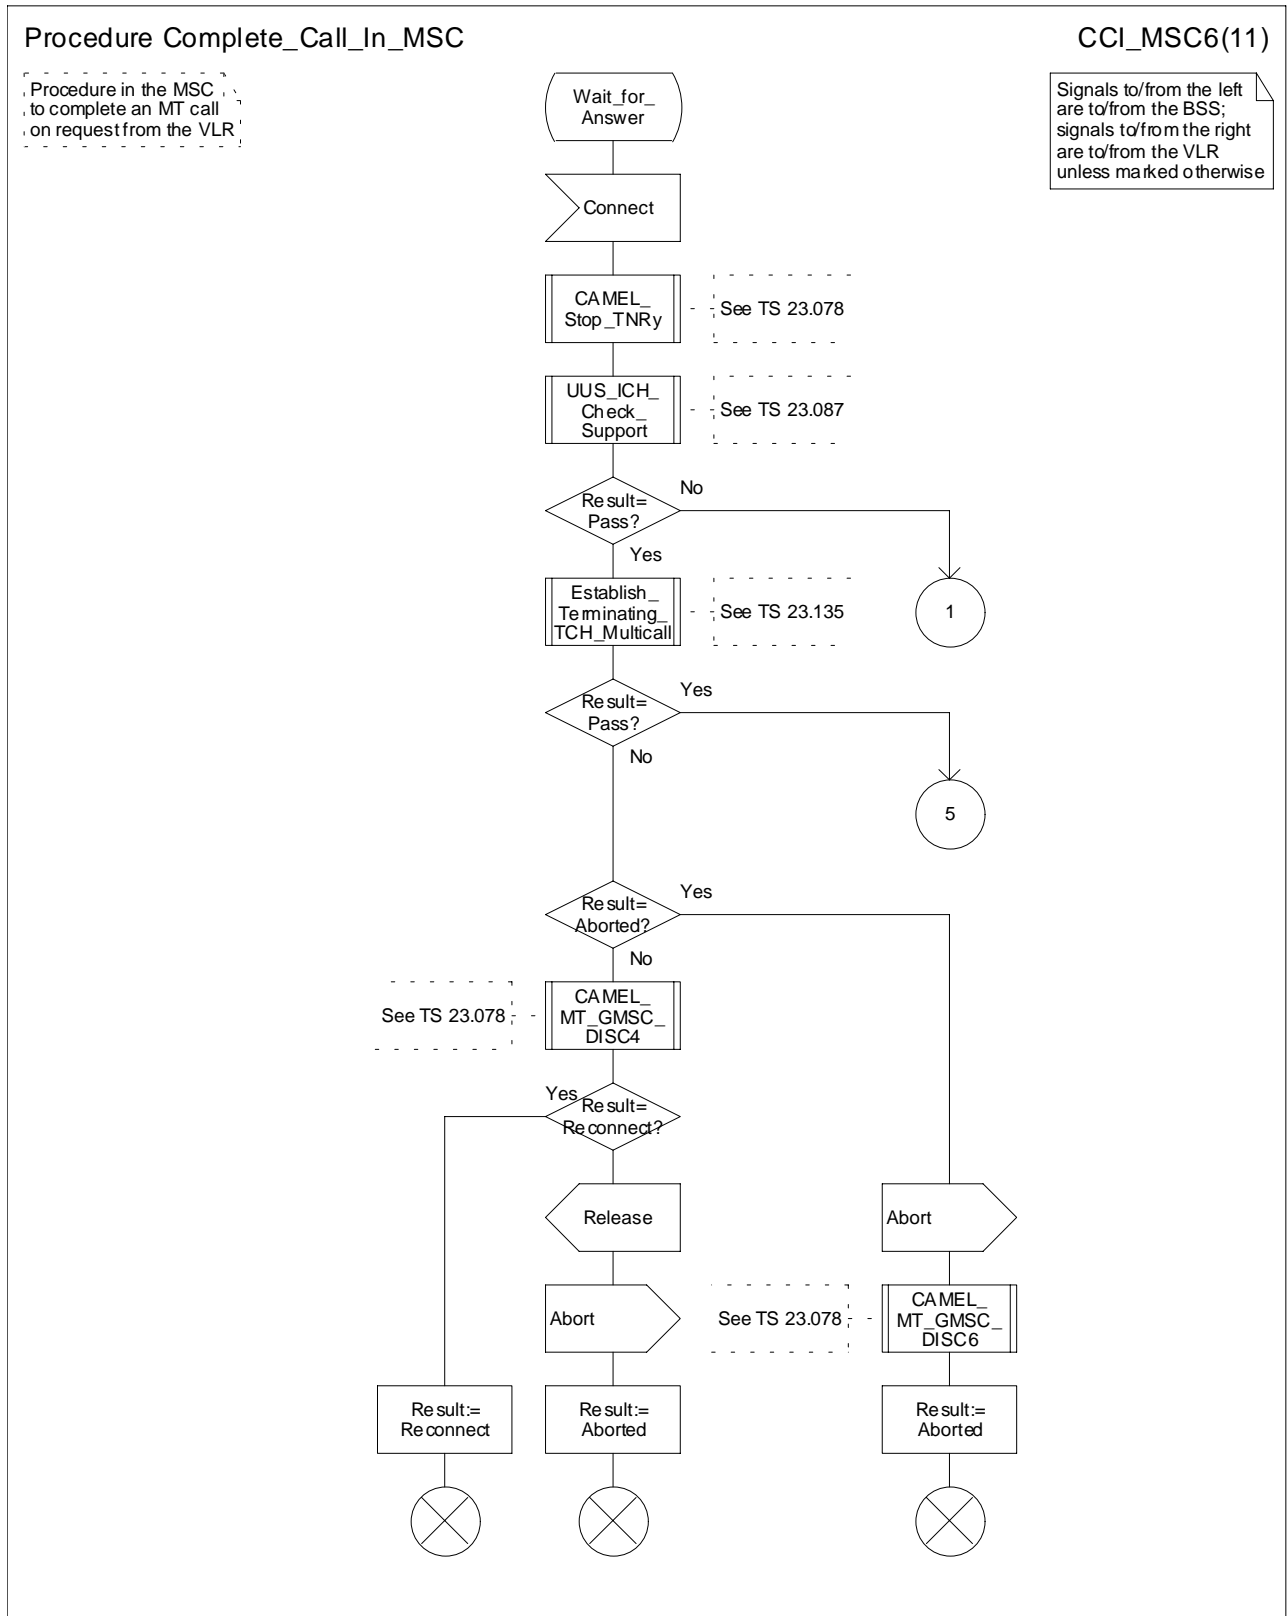 Procedure Complete_Call_In_MSC
CCI_MSC6(11)
Procedure in the MSC
to complete an MT call
on request from the VLR
Wait_for_
Answer
Signals to/from the left
are to/from the BSS;
signals to/from the right
are to/from the VLR
unless marked otherwise
Connect
CAMEL_
Stop_TNRy
See TS 23.078
UUS_ICH_
Check_
Support
See TS 23.087
Result=
Pass?
No
Yes
Establish_
Terminating_
TCH_Multicall
See TS 23.135
1
Result=
Pass?
Yes
No
5
Result=
Aborted?
Yes
No
See TS 23.078
CAMEL_
MT_GMSC_
DISC4
Yes
Result=
Reconnect?
Release
Abort
Abort
See TS 23.078
CAMEL_
MT_GMSC_
DISC6
Result:=
Reconnect
Result:=
Aborted
Result:=
Aborted